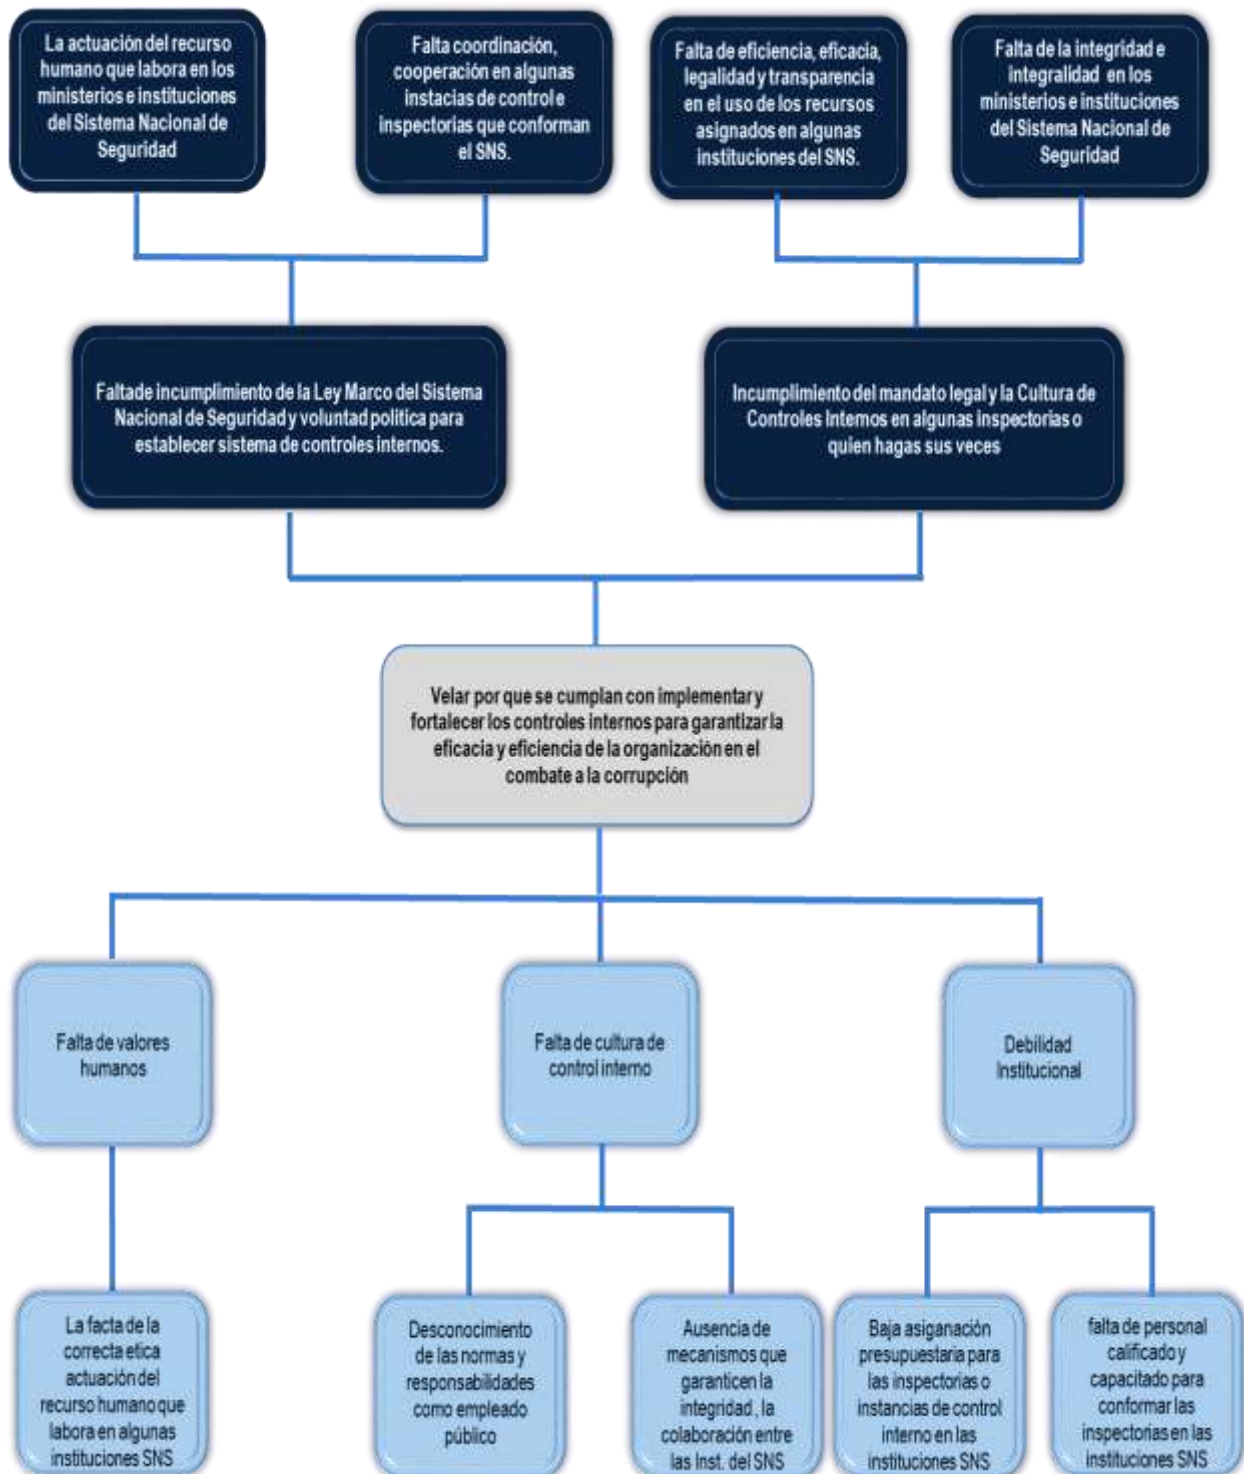 La actuación del recurso
humano que labora en los
ministerios e instituciones
del Sistema Nacional de
Seguridad
Falta coordinación,
cooperación en algunas
instacias de control e
inspectorias que conforman
el SNS.
Falta de eficiencia, eficacia,
legalidad y transparencia
en el uso de los recursos
asignados en algunas
instituciones del SNS.
Falta de la integridad e
integralidad en los
ministerios e instituciones
del Sistema Nacional de
Seguridad
Faltade incumplimiento de la Ley Marco del Sistema
Nacional de Seguridad y voluntad política para
establecer sistema de controles internos.
Incumplimiento del mandato legal y la Cultura de
Controles Internos en algunas inspectorias o
quien hagas sus veces
Velar por que se cumplan con implementar y
fortalecer los controles internos para garantizar la
eficacia y eficiencia de la organización en el
combate a la corrupción
Falta de valores
humanos
Falta de cultura de
control interno
Debilidad
Institucional
La facta de la
correcta etica
actuación del
recurso humano que
labora en algunas
instituciones SNS
Desconocimiento
de las normas y
responsabilidades
como empleado
público
Ausencia de
mecanismos que
garanticen la
integridad, la
colaboración entre
las Inst. del SNS
Baja asiganación
presupuestaria para
las inspectorias o
instancias de control
interno en las
instituciones SNS
falta de personal
calificado y
capacitado para
conformar las
inspectorias en las
instituciones SNS